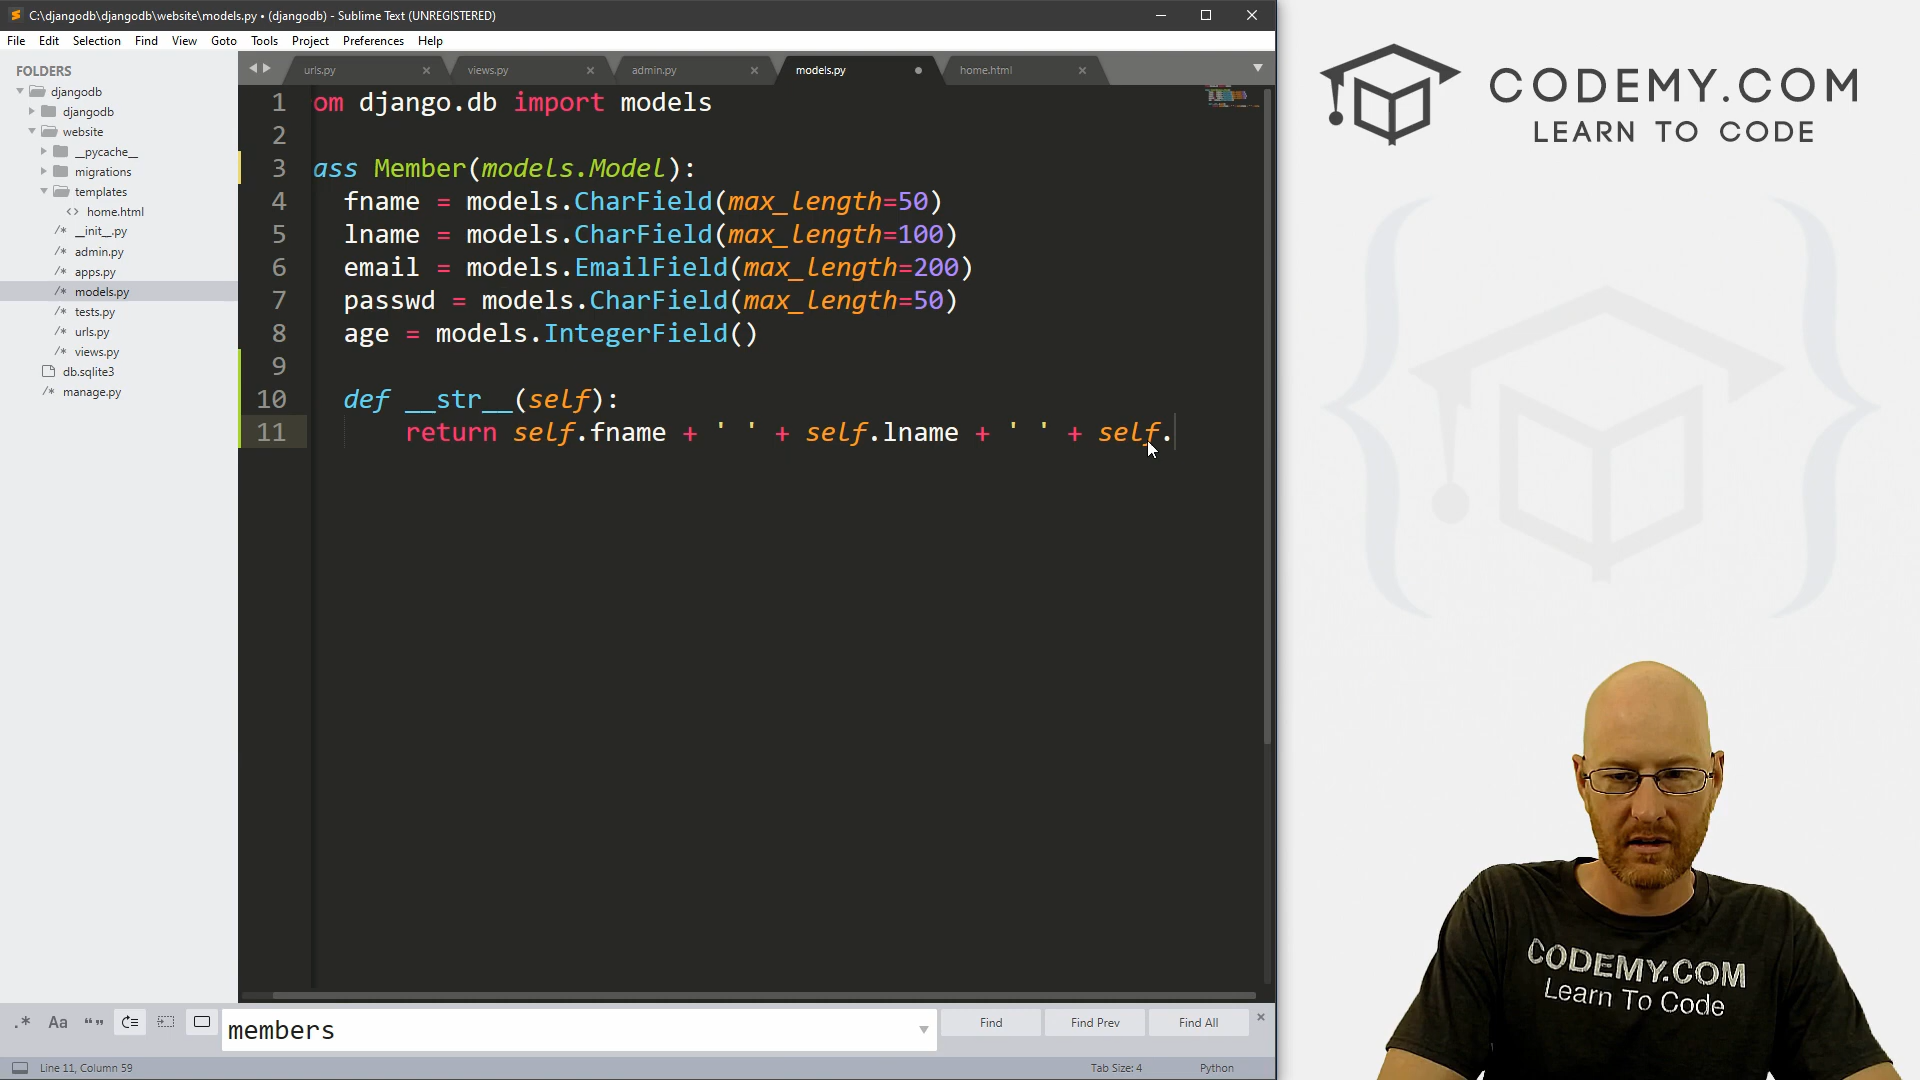 C:\djangodb\djangodb\website\models.py • (djangodb) - Sublime Text (UNREGISTERED)
File Edit Selection Find View Goto Tools Project Preferences Help
FOLDERS
djangodb
djangodb
website
__pycache__
migrations
templates
<> home.html
/* __init__.py
/* admin.py
/* apps.py
/* models.py
/* tests.py
/* urls.py
/* views.py
db.sqlite3
/* manage.py
urls.py
views.py
admin.py
models.py
home.html
1 om django.db import models
2
3 ass Member(models.Model):
4 fname = models.CharField(max_length=50)
5 lname = models.CharField(max_length=100)
6 email = models.EmailField(max_length=200)
7 passwd = models.CharField(max_length=50)
8 age = models.IntegerField()
9
10 def __str__(self):
11 return self.fname + ' ' + self.lname + ' ' + self.
.* Aa “” members Find Find Prev Find All
Line 11, Column 59 Tab Size: 4 Python
CODEMY.COM
LEARN TO CODE
CODEMY.COM
Learn To Code